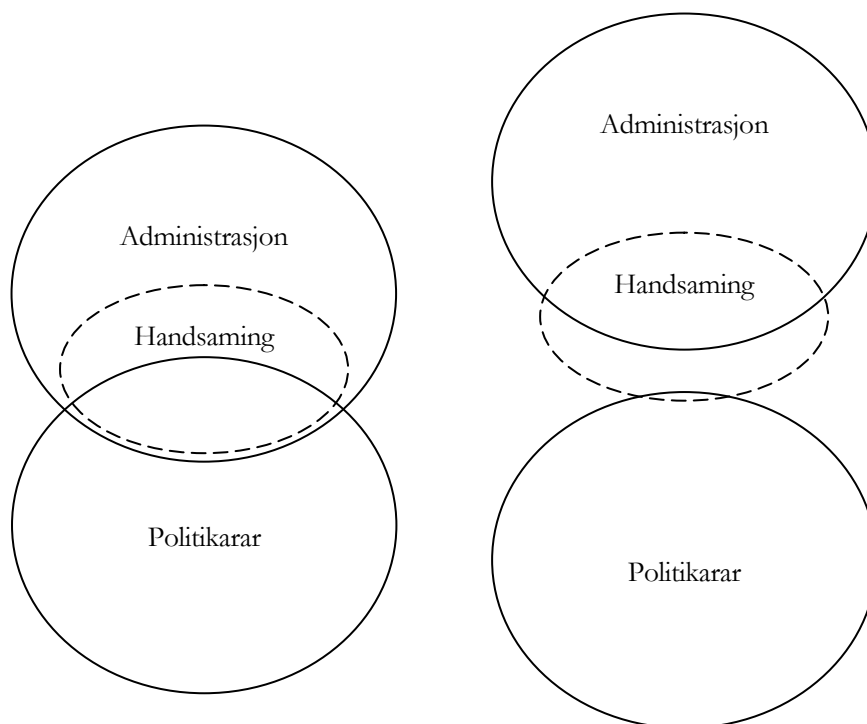 Administrasjon
Handsaming
Politikarar
Administrasjon
Handsaming
Politikarar